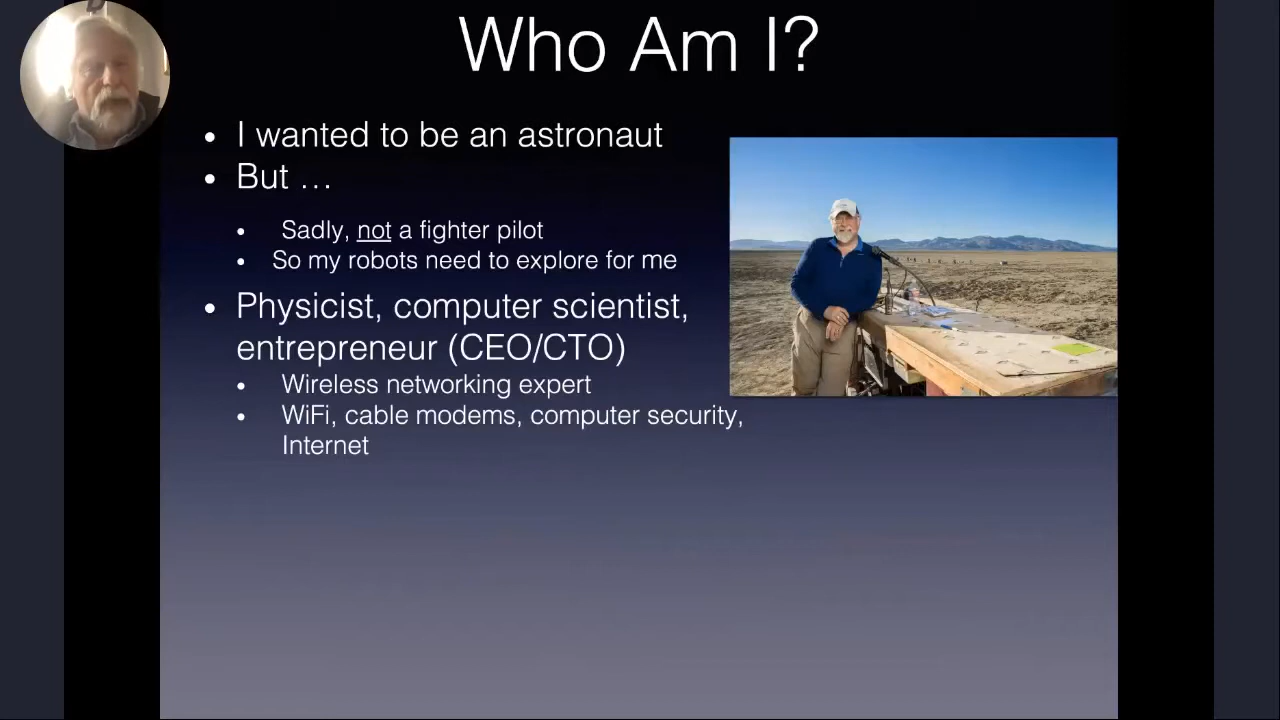 Who Am I?
• I wanted to be an astronaut
• But …
• Sadly, not a fighter pilot
• So my robots need to explore for me
• Physicist, computer scientist,
entrepreneur (CEO/CTO)
• Wireless networking expert
• WiFi, cable modems, computer security,
Internet